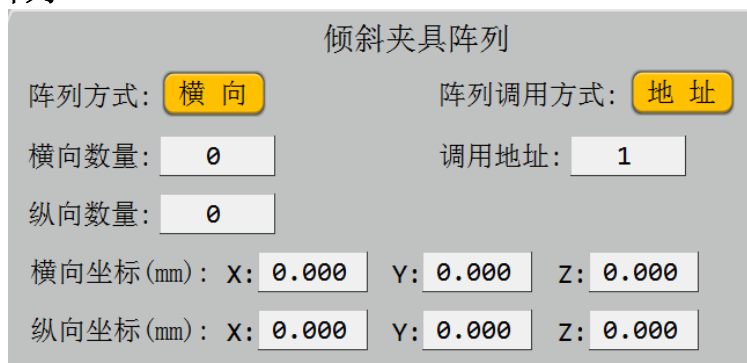 倾斜夹具阵列
阵列方式: 横 向 阵列调用方式: 地 址
横向数量: 0 调用地址: 1
纵向数量: 0
横向坐标(mm): X: 0.000 Y: 0.000 Z: 0.000
纵向坐标(mm): X: 0.000 Y: 0.000 Z: 0.000